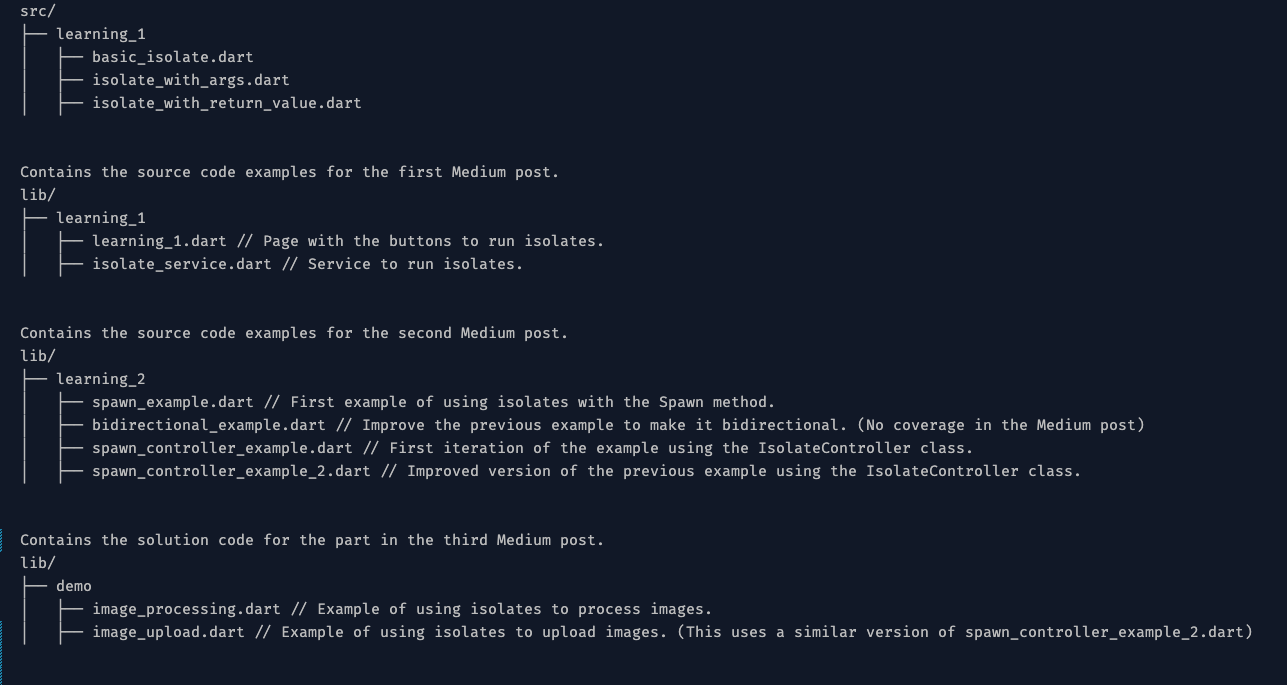 src/
├── learning_1
│   ├── basic_isolate.dart
│   ├── isolate_with_args.dart
│   ├── isolate_with_return_value.dart
Contains the source code examples for the first Medium post.
lib/
├── learning_1
│   ├── learning_1.dart // Page with the buttons to run isolates.
│   ├── isolate_service.dart // Service to run isolates.
Contains the source code examples for the second Medium post.
lib/
├── learning_2
│   ├── spawn_example.dart // First example of using isolates with the Spawn method.
│   ├── bidirectional_example.dart // Improve the previous example to make it bidirectional. (No coverage in the Medium post)
│   ├── spawn_controller_example.dart // First iteration of the example using the IsolateController class.
│   ├── spawn_controller_example_2.dart // Improved version of the previous example using the IsolateController class.
Contains the solution code for the part in the third Medium post.
lib/
├── demo
│   ├── image_processing.dart // Example of using isolates to process images.
│   ├── image_upload.dart // Example of using isolates to upload images. (This uses a similar version of spawn_controller_example_2.dart)